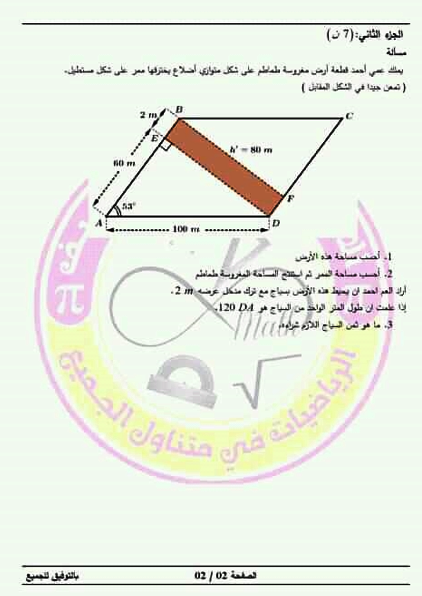 الجزء الثاني: (7 ن)
مسألة
يملك عمي أحمد قطعة أرض مغروسة طماطم على شكل متوازي أضلاع يخترقها ممر على شكل مستطيل.
( تمعن جيدا في الشكل المقابل )
2 m B C
E
h' = 80 m
60 m
F
53°
A D
100 m
1. أحسب مساحة هذه الأرض
2. أحسب مساحة الممر ثم استنتج المساحة المغروسة طماطم
أراد العم احمد ان يحيط هذه الأرض بسياج مع ترك مدخل عرضه 2 m.
إذا علمت ان طول المتر الواحد من السياج هو 120 DA.
3. ما هو ثمن السياج اللازم شراءه.
π
Math
الرياضيات في متناول الجميع
بالتوفيق للجميع الصفحة 02 / 02